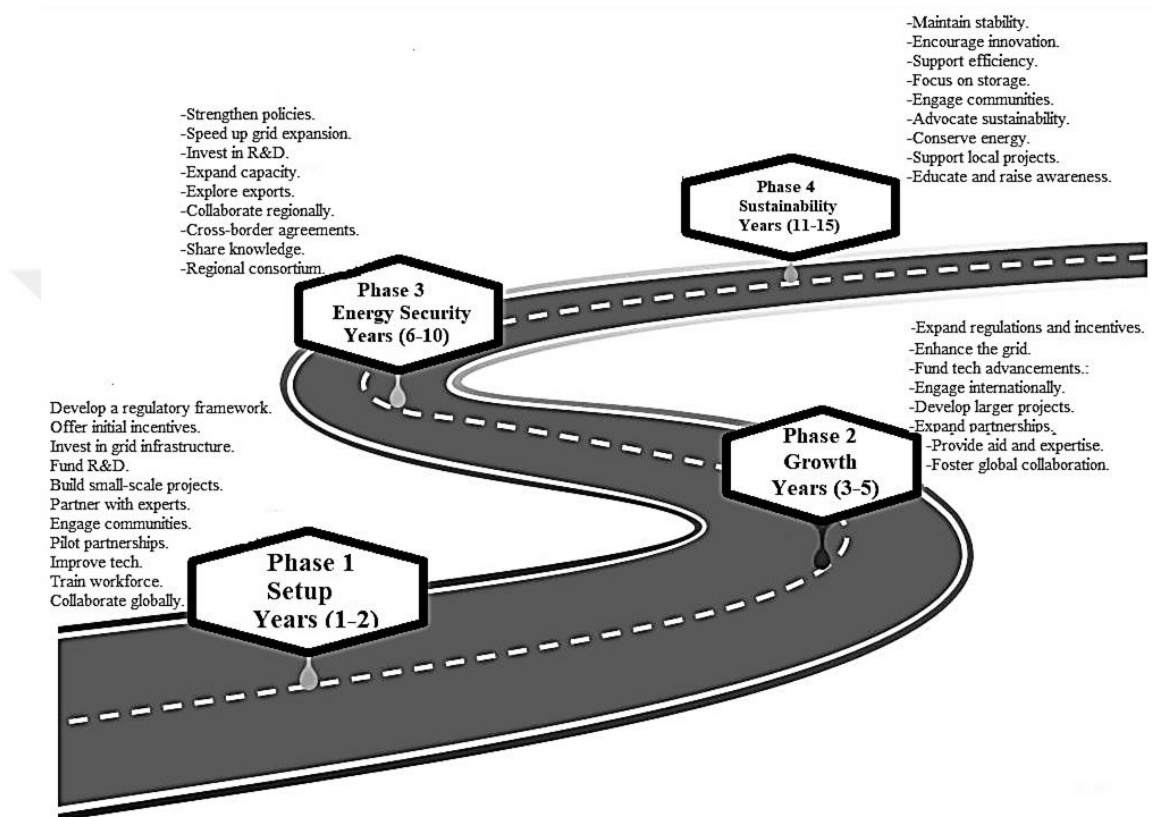 -Maintain stability.
-Encourage innovation.
-Support efficiency.
-Focus on storage.
-Engage communities.
-Advocate sustainability.
-Conserve energy.
-Support local projects.
-Educate and raise awareness.
Phase 4
Sustainability
Years (11-15)
-Strengthen policies.
-Speed up grid expansion.
-Invest in R&D.
-Expand capacity.
-Explore exports.
-Collaborate regionally.
-Cross-border agreements.
-Share knowledge.
-Regional consortium.
Phase 3
Energy Security
Years (6-10)
-Expand regulations and incentives.
-Enhance the grid.
-Fund tech advancements.:
-Engage internationally.
-Develop larger projects.
-Expand partnerships.
-Provide aid and expertise.
-Foster global collaboration.
Phase 2
Growth
Years (3-5)
Develop a regulatory framework.
Offer initial incentives.
Invest in grid infrastructure.
Fund R&D.
Build small-scale projects.
Partner with experts.
Engage communities.
Pilot partnerships.
Improve tech.
Train workforce.
Collaborate globally.
Phase 1
Setup
Years (1-2)